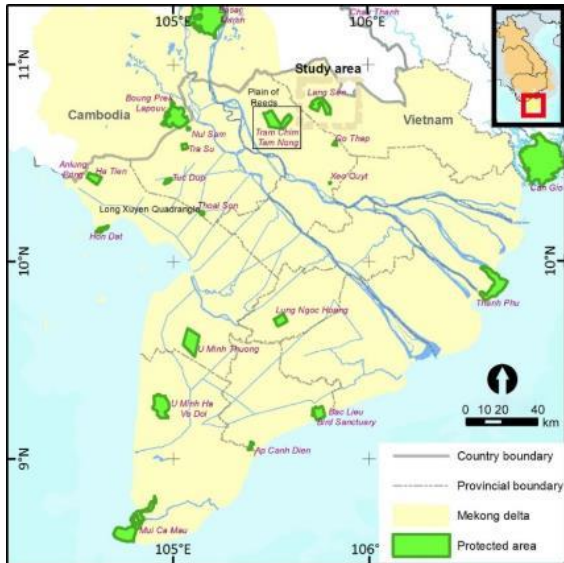 105°E
106°E
Chau Thanh
11°N
11°N
Study area
Plain of
Reeds
Lang Sen
Boung Prek
Lapouv
Cambodia
Vietnam
Tram Chim
Tam Nong
Nui Sam
Tra Su
Go Thap
Anlung
Ha Tien
Tuc Dup
Xeo Quyt
Can Gio
Long Xuyen Quadrangle
Thoai Son
Hon Dat
10°N
10°N
Thanh Phu
Lung Ngoc Hoang
U Minh Thuong
U Minh Ha
Vo Doi
Bac Lieu
Bird Sanctuary
0 10 20 40
km
9°N
Ap Canh Dien
Country boundary
Provincial boundary
Mekong delta
Mui Ca Mau
Protected area
105°E
106°E